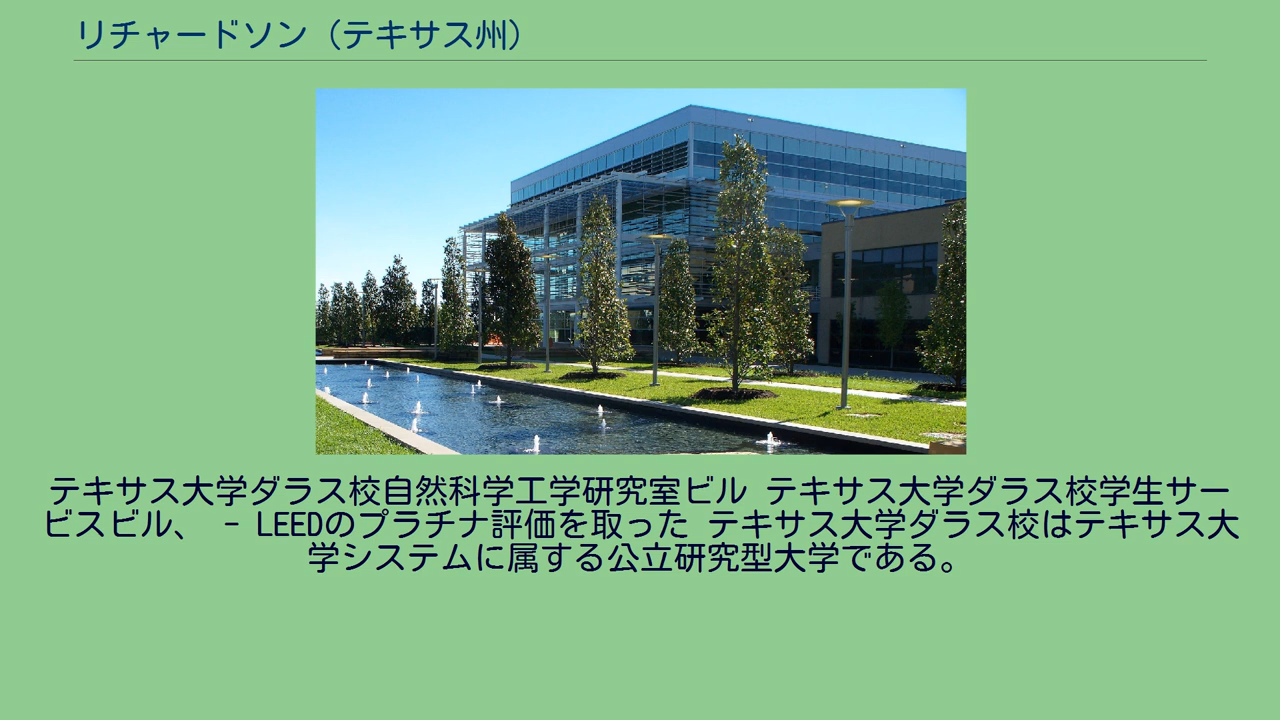 リチャードソン（テキサス州）
テキサス大学ダラス校自然科学工学研究室ビル テキサス大学ダラス校学生サー
ビスビル、 - LEEDのプラチナ評価を取った テキサス大学ダラス校はテキサス大
学システムに属する公立研究型大学である。